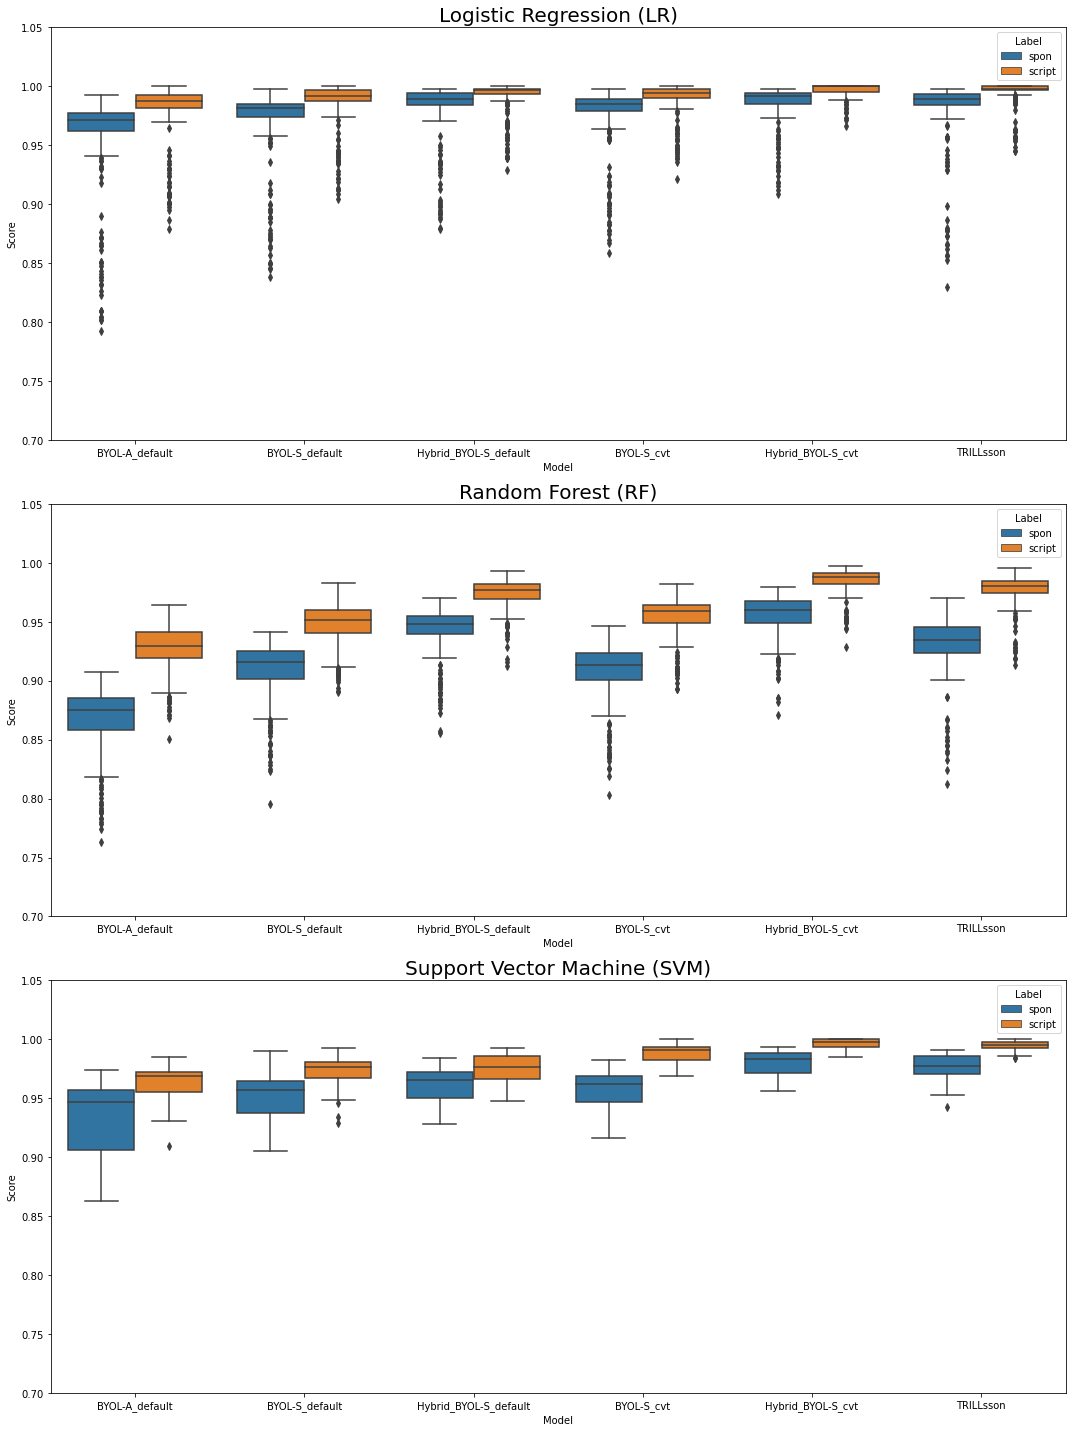 Logistic Regression (LR)
1.05
1.00
0.95
0.90
0.85
0.80
0.75
0.70
Score
Label
spon
script
BYOL-A_default BYOL-S_default Hybrid_BYOL-S_default BYOL-S_cvt Hybrid_BYOL-S_cvt TRILLsson
Model
Random Forest (RF)
1.05
1.00
0.95
0.90
0.85
0.80
0.75
0.70
Score
Label
spon
script
BYOL-A_default BYOL-S_default Hybrid_BYOL-S_default BYOL-S_cvt Hybrid_BYOL-S_cvt TRILLsson
Model
Support Vector Machine (SVM)
1.05
1.00
0.95
0.90
0.85
0.80
0.75
0.70
Score
Label
spon
script
BYOL-A_default BYOL-S_default Hybrid_BYOL-S_default BYOL-S_cvt Hybrid_BYOL-S_cvt TRILLsson
Model